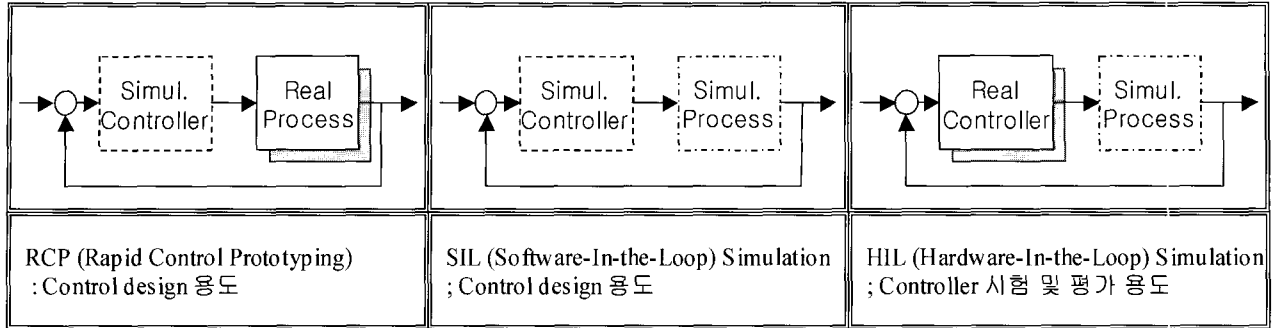 Simul.
Controller
Real
Process
Simul.
Controller
Simul.
Process
Real
Controller
Simul.
Process
RCP (Rapid Control Prototyping)
: Control design 용도
SIL (Software-In-the-Loop) Simulation
; Control design 용도
HIL (Hardware-In-the-Loop) Simulation
; Controller 시험 및 평가 용도